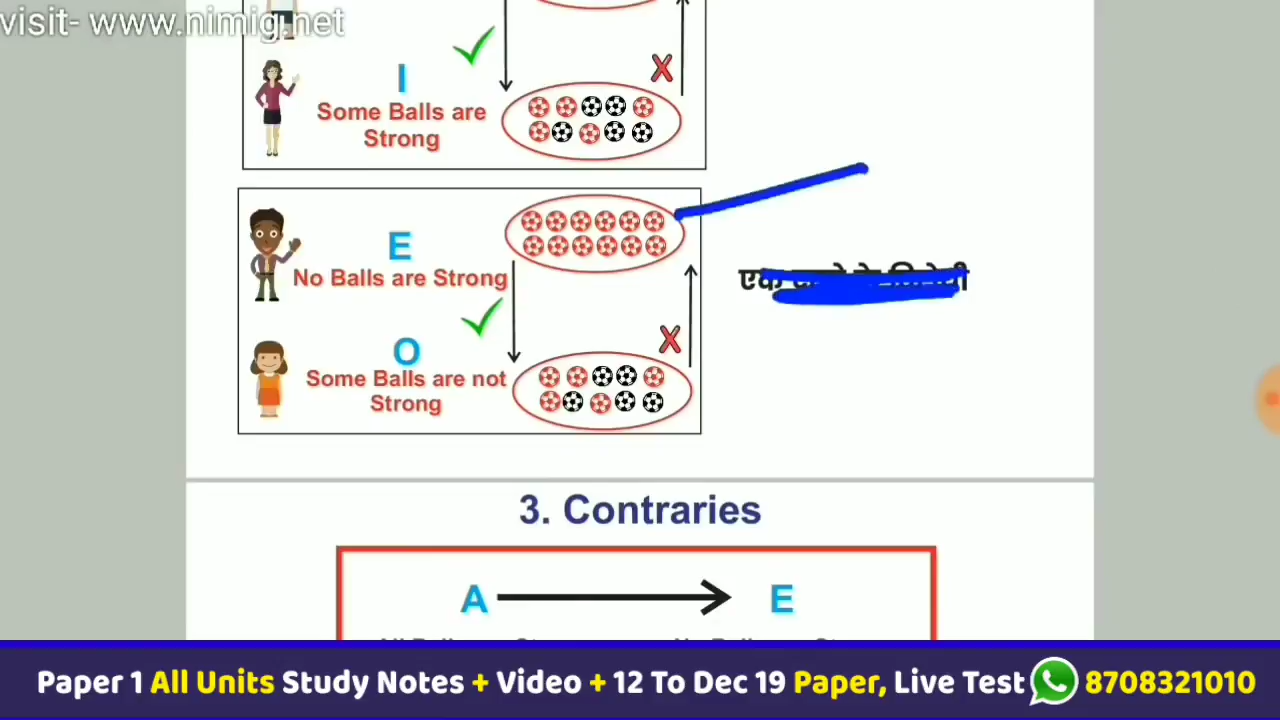 visit- www.nimig.net
I
Some Balls are
Strong
X
E
No Balls are Strong
एक
O
Some Balls are not
Strong
X
3. Contraries
A E
Paper 1 All Units Study Notes + Video + 12 To Dec 19 Paper, Live Test 8708321010